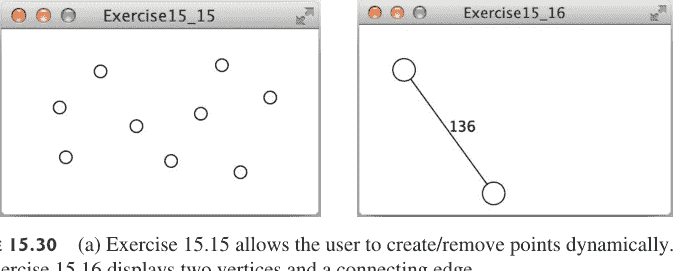 Exercise15_15
Exercise15_16
136
E 15.30 (a) Exercise 15.15 allows the user to create/remove points dynamically.
ercise 15.16 displays two vertices and a connecting edge